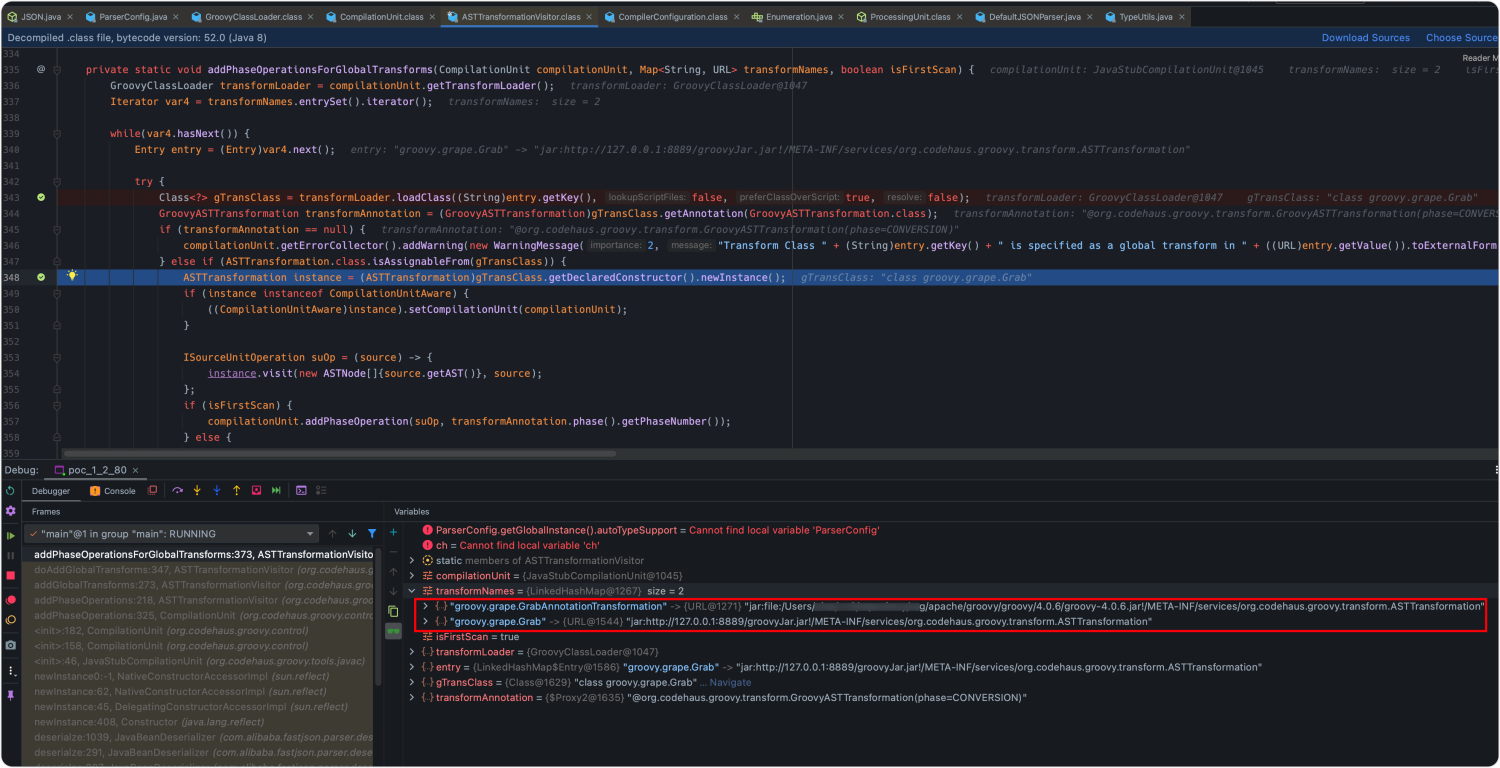 JSON.java × ParserConfig.java × GroovyClassLoader.class × CompilationUnit.class × ASTTransformationVisitor.class × CompilerConfiguration.class × Enumeration.java × ProcessingUnit.class × DefaultJSONParser.java × TypeUtils.java ×
Decompiled .class file, bytecode version: 52.0 (Java 8) Download Sources Choose Source
334 Reader M
335 @ private static void addPhaseOperationsForGlobalTransforms(CompilationUnit compilationUnit, Map<String, URL> transformNames, boolean isFirstScan) { compilationUnit: JavaStubCompilationUnit@1045 transformNames: size = 2 isFirs
336 GroovyClassLoader transformLoader = compilationUnit.getTransformLoader(); transformLoader: GroovyClassLoader@1047
337 Iterator var4 = transformNames.entrySet().iterator(); transformNames: size = 2
338
339 while(var4.hasNext()) {
340 Entry entry = (Entry)var4.next(); entry: "groovy.grape.Grab" -> "jar:http://127.0.0.1:8889/groovyJar.jar!/META-INF/services/org.codehaus.groovy.transform.ASTTransformation"
341
342 try {
343 Class<?> gTransClass = transformLoader.loadClass((String)entry.getKey(), lookupScriptFiles: false, preferClassOverScript: true, resolve: false); transformLoader: GroovyClassLoader@1047 gTransClass: "class groovy.grape.Grab"
344 GroovyASTTransformation transformAnnotation = (GroovyASTTransformation)gTransClass.getAnnotation(GroovyASTTransformation.class); transformAnnotation: "@org.codehaus.groovy.transform.GroovyASTTransformation(phase=CONVERS
345 if (transformAnnotation == null) { transformAnnotation: "@org.codehaus.groovy.transform.GroovyASTTransformation(phase=CONVERSION)"
346 compilationUnit.getErrorCollector().addWarning(new WarningMessage( importance: 2, message: "Transform Class " + (String)entry.getKey() + " is specified as a global transform in " + ((URL)entry.getValue()).toExternalForm
347 } else if (ASTTransformation.class.isAssignableFrom(gTransClass)) {
348 ASTTransformation instance = (ASTTransformation)gTransClass.getDeclaredConstructor().newInstance(); gTransClass: "class groovy.grape.Grab"
349 if (instance instanceof CompilationUnitAware) {
350 ((CompilationUnitAware)instance).setCompilationUnit(compilationUnit);
351 }
352
353 ISourceUnitOperation suOp = (source) -> {
354 instance.visit(new ASTNode[]{source.getAST()}, source);
355 };
356 if (isFirstScan) {
357 compilationUnit.addPhaseOperation(suOp, transformAnnotation.phase().getPhaseNumber());
358 } else {
359
Debug: poc_1_2_80 ×
Debugger Console
Frames Variables
"main"@1 in group "main": RUNNING
addPhaseOperationsForGlobalTransforms:373, ASTTransformationVisito
doAddGlobalTransforms:347, ASTTransformationVisitor (org.codehaus.g
addGlobalTransforms:273, ASTTransformationVisitor (org.codehaus.groo
addPhaseOperations:218, ASTTransformationVisitor (org.codehaus.groov
addPhaseOperations:325, CompilationUnit (org.codehaus.groovy.control)
<init>:182, CompilationUnit (org.codehaus.groovy.control)
<init>:158, CompilationUnit (org.codehaus.groovy.control)
<init>:46, JavaStubCompilationUnit (org.codehaus.groovy.tools.javac)
newInstance0:-1, NativeConstructorAccessorImpl (sun.reflect)
newInstance:62, NativeConstructorAccessorImpl (sun.reflect)
newInstance:45, DelegatingConstructorAccessorImpl (sun.reflect)
newInstance:408, Constructor (java.lang.reflect)
deserialze:1039, JavaBeanDeserializer (com.alibaba.fastjson.parser.des
deserialze:291, JavaBeanDeserializer (com.alibaba.fastjson.parser.dese
ParserConfig.getGlobalInstance().autoTypeSupport = Cannot find local variable 'ParserConfig'
ch = Cannot find local variable 'ch'
static members of ASTTransformationVisitor
compilationUnit = {JavaStubCompilationUnit@1045}
transformNames = {LinkedHashMap@1267} size = 2
"groovy.grape.GrabAnnotationTransformation" -> {URL@1271} "jar:file:/Users/ g/apache/groovy/groovy/4.0.6/groovy-4.0.6.jar!/META-INF/services/org.codehaus.groovy.transform.ASTTransformation"
"groovy.grape.Grab" -> {URL@1544} "jar:http://127.0.0.1:8889/groovyJar.jar!/META-INF/services/org.codehaus.groovy.transform.ASTTransformation"
isFirstScan = true
transformLoader = {GroovyClassLoader@1047}
entry = {LinkedHashMap$Entry@1586} "groovy.grape.Grab" -> "jar:http://127.0.0.1:8889/groovyJar.jar!/META-INF/services/org.codehaus.groovy.transform.ASTTransformation"
gTransClass = {Class@1629} "class groovy.grape.Grab" ... Navigate
transformAnnotation = {$Proxy2@1635} "@org.codehaus.groovy.transform.GroovyASTTransformation(phase=CONVERSION)"